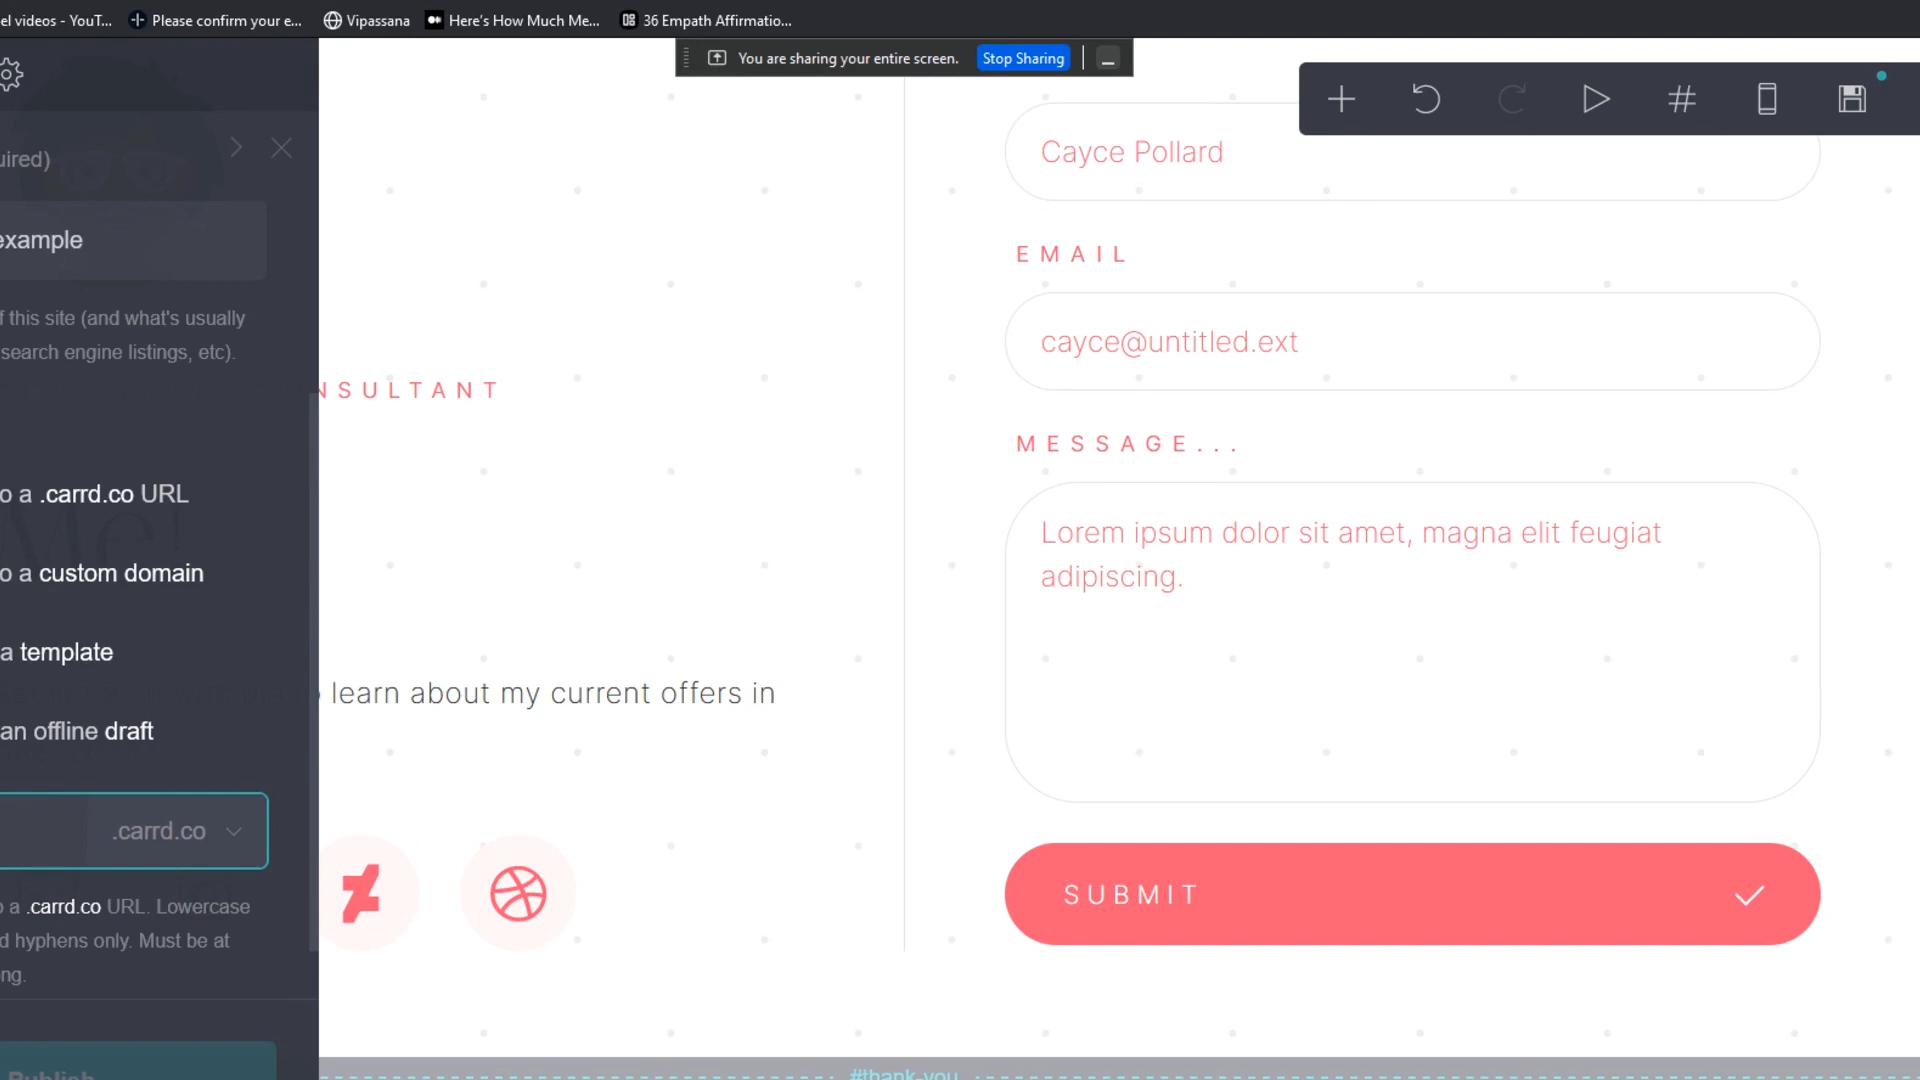 el videos - YouT... Please confirm your e... Vipassana Here's How Much Me... 36 Empath Affirmatio...
You are sharing your entire screen. Stop Sharing
uired)
example
f this site (and what's usually
search engine listings, etc).
NSULTANT
o a .carrd.co URL
Me!
o a custom domain
a template
learn about my current offers in
an offline draft
.carrd.co
o a .carrd.co URL. Lowercase
d hyphens only. Must be at
ng.
Publish
Cayce Pollard
EMAIL
cayce@untitled.ext
MESSAGE...
Lorem ipsum dolor sit amet, magna elit feugiat
adipiscing.
SUBMIT
#thank-you